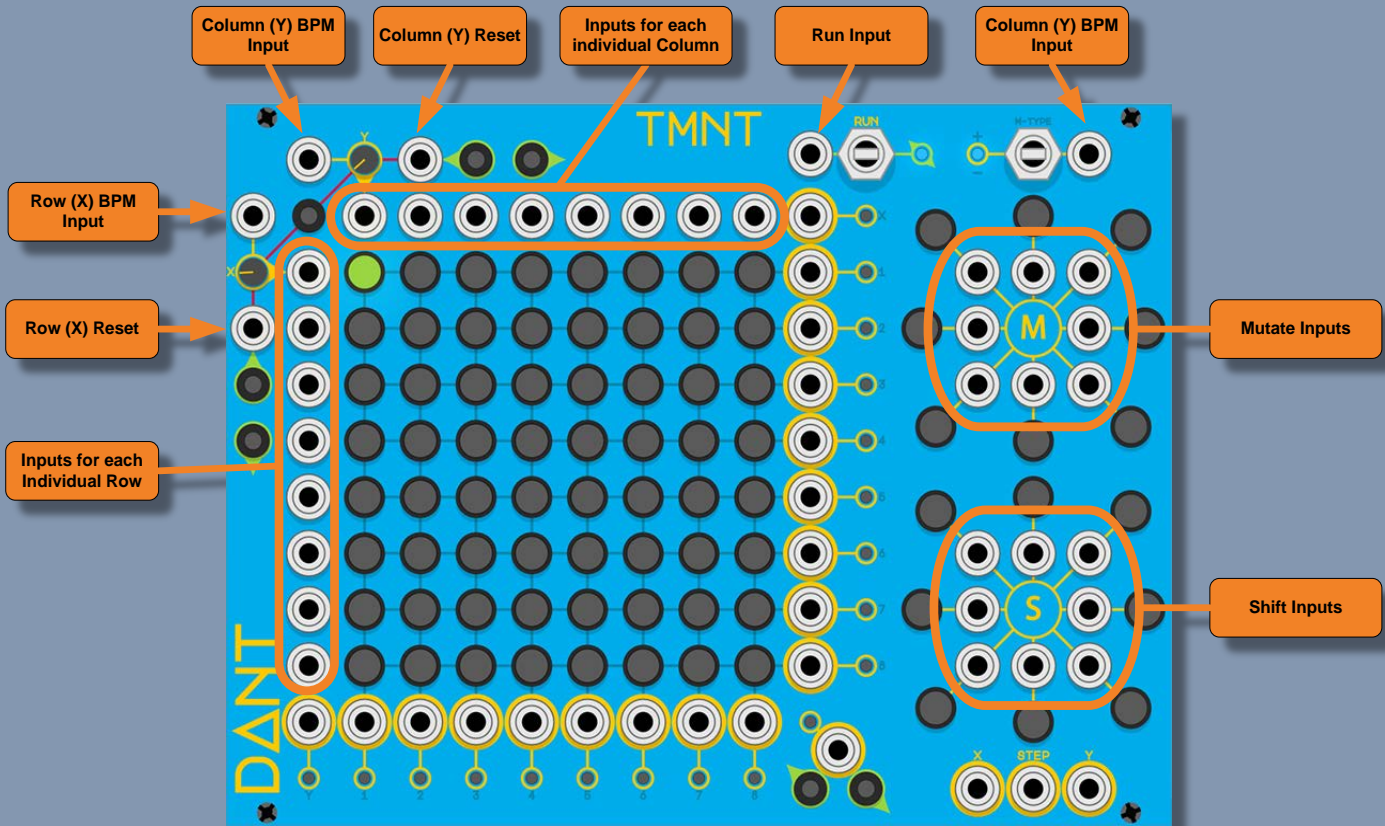 Column (Y) BPM
Input
Column (Y) Reset
Inputs for each
individual Column
Run Input
Column (Y) BPM
Input
Y
TMNT
RUN
M-TYPE
+
-
Row (X) BPM
Input
X
X
1
2
3
4
5
6
7
8
M
Mutate Inputs
Row (X) Reset
Inputs for each
Individual Row
S
Shift Inputs
DANT
Y
1
2
3
4
5
6
7
8
X
STEP
Y